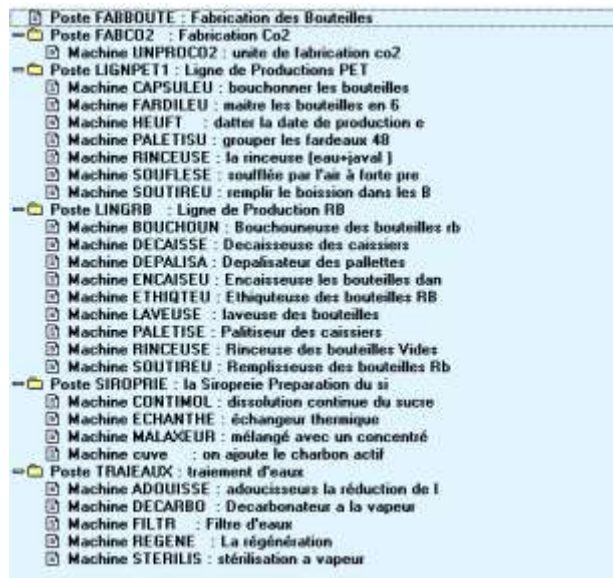 Poste FABBOUTE : Fabrication des Bouteilles
Poste FABCO2 : Fabrication Co2
Machine UNPROCO2 : unite de fabrication co2
Poste LIGNPET1 : Ligne de Productions PET
Machine CAPSULEU : bouchonner les bouteilles
Machine FARDILEU : maitre les bouteilles en 6
Machine HEUFT : datter la date de production e
Machine PALETISU : grouper les fardeaux 48
Machine RINCEUSE : la rinceuse (eau+javal )
Machine SOUFLESE : soufflée par l'air à forte pre
Machine SOUTIREU : remplir le boission dans les B
Poste LINGRB : Ligne de Production RB
Machine BOUCHOUN : Bouchouneuse des bouteilles rb
Machine DECAISSE : Decaisseuse des caissiers
Machine DEPALISA : Depalisateur des pallettes
Machine ENCAISEU : Encaisseuse les bouteilles dan
Machine ETHIQTEU : Ethiquteuse des bouteilles RB
Machine LAVEUSE : laveuse des bouteilles
Machine PALETISE : Palitiseur des caissiers
Machine RINCEUSE : Rinceuse des bouteilles Vides
Machine SOUTIREU : Remplisseuse des bouteilles Rb
Poste SIROPRIE : la Siropreie Preparation du si
Machine CONTIMOL : dissolution continue du sucre
Machine ECHANTHE : échangeur thermique
Machine MALAXEUR : mélangé avec un concentré
Machine cuve : on ajoute le charbon actif
Poste TRAIEAUX : traiement d'eaux
Machine ADOUISSE : adoucisseurs la réduction de l
Machine DECARBO : Decarbonateur a la vapeur
Machine FILTR : Filtre d'eaux
Machine REGENE : La régénération
Machine STERILIS : stérilisation a vapeur